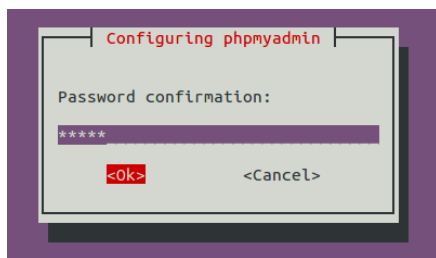 Configuring phpmyadmin
Password confirmation:
*****
<Ok> <Cancel>